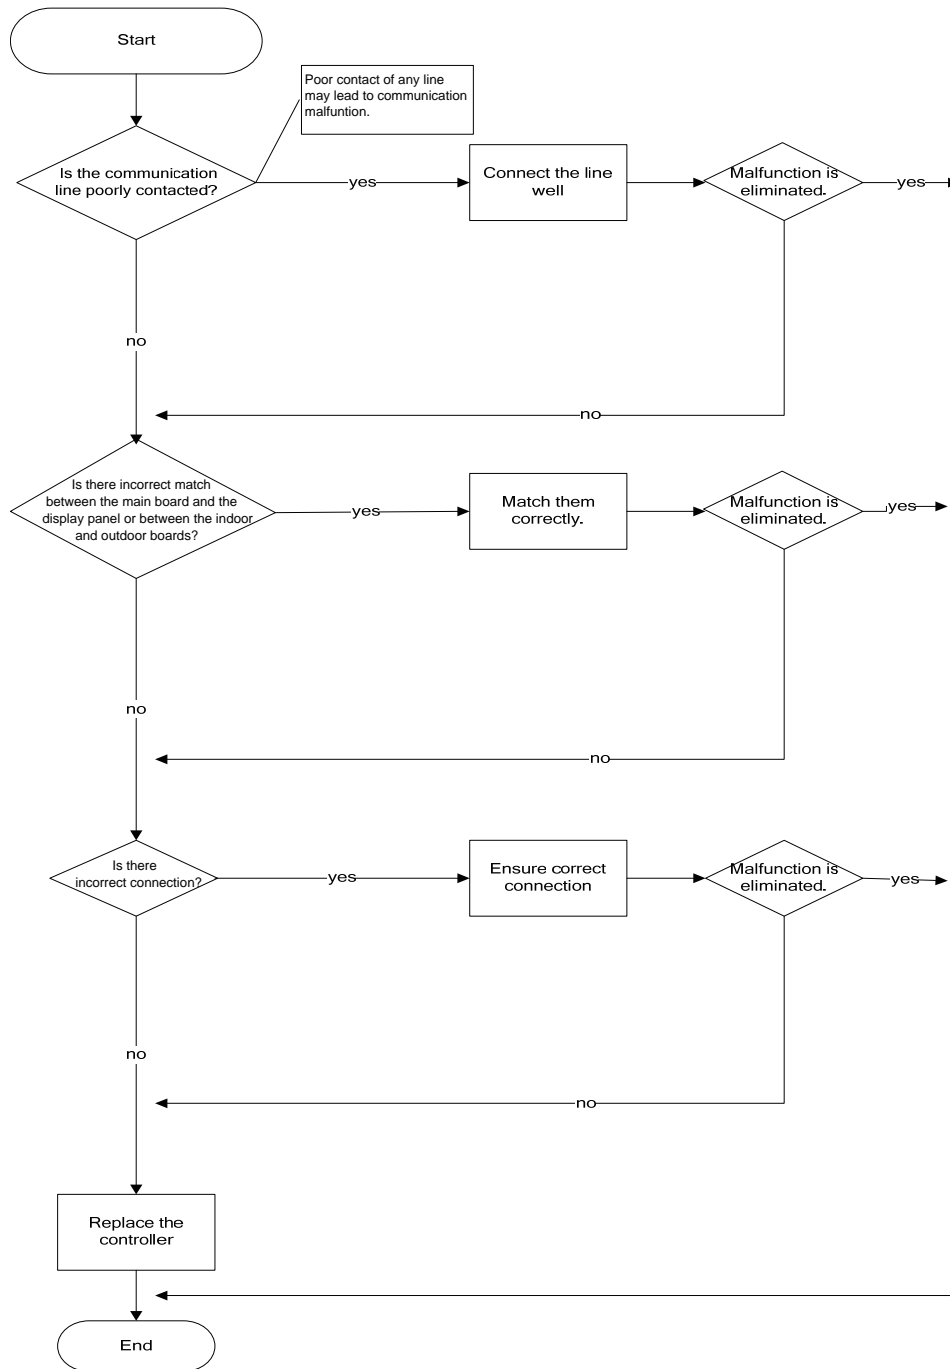 Start
Poor contact of any line
may lead to communication
malfuntion.
Is the communication
line poorly contacted?
yes
Connect the line
well
Malfunction is
eliminated.
yes
no
no
Is there incorrect match
between the main board and the
display panel or between the indoor
and outdoor boards?
yes
Match them
correctly.
Malfunction is
eliminated.
yes
no
no
Is there
incorrect connection?
yes
Ensure correct
connection
Malfunction is
eliminated.
yes
no
no
Replace the
controller
End